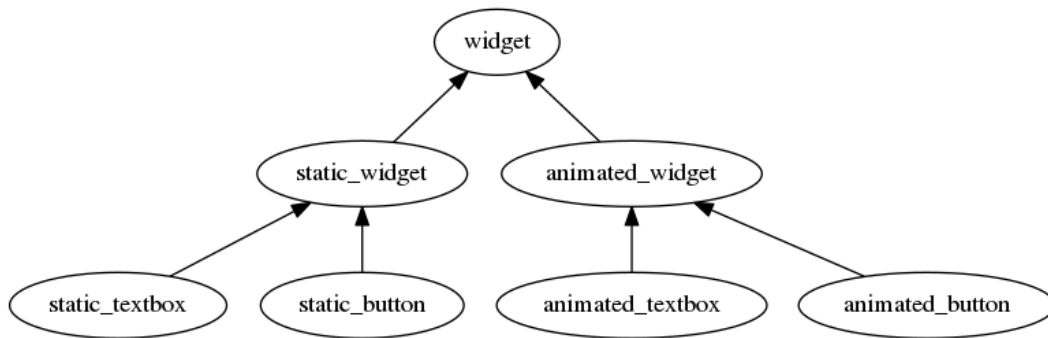 widget
static_widget
animated_widget
static_textbox
static_button
animated_textbox
animated_button